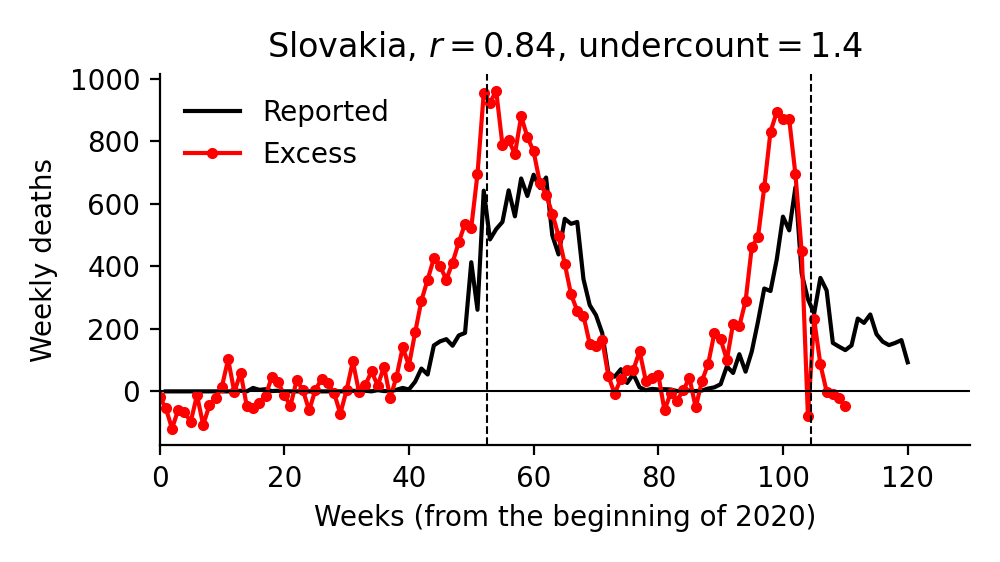 Slovakia, r = 0.84, undercount = 1.4
Weekly deaths
1000
800
600
400
200
0
Reported
Excess
0 20 40 60 80 100 120
Weeks (from the beginning of 2020)